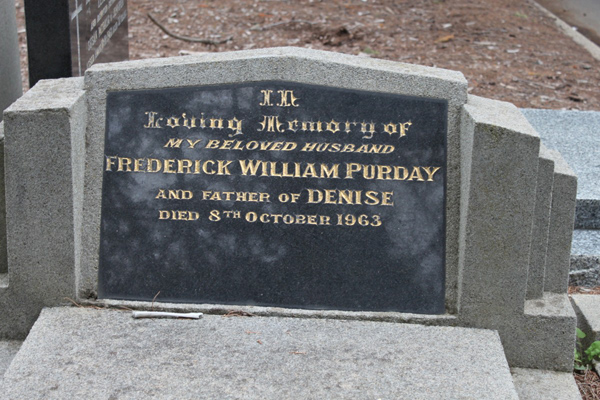 In
Loving Memory of
MY BELOVED HUSBAND
FREDERICK WILLIAM PURDAY
AND FATHER OF DENISE
DIED 8TH OCTOBER 1963